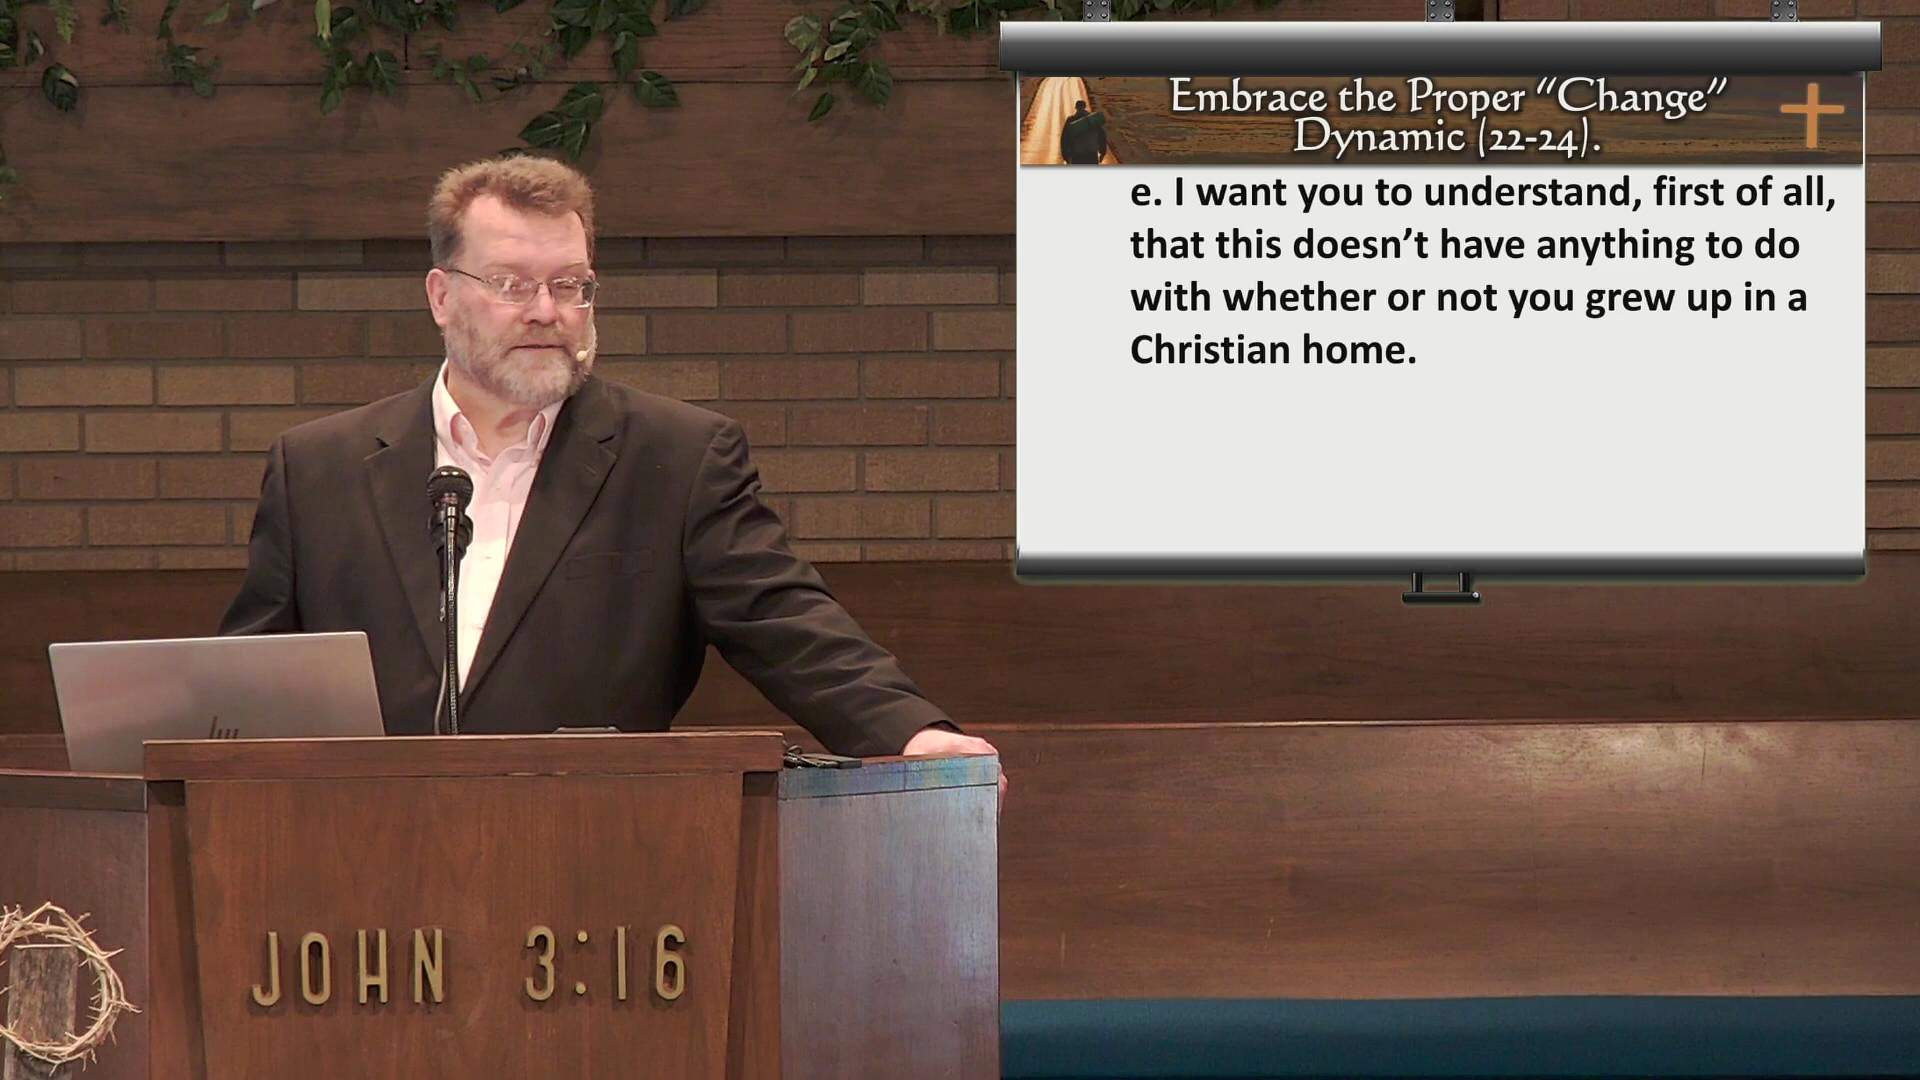 Embrace the Proper “Change”
Dynamic (22-24).
e. I want you to understand, first of all,
that this doesn’t have anything to do
with whether or not you grew up in a
Christian home.
hp
JOHN 3:16